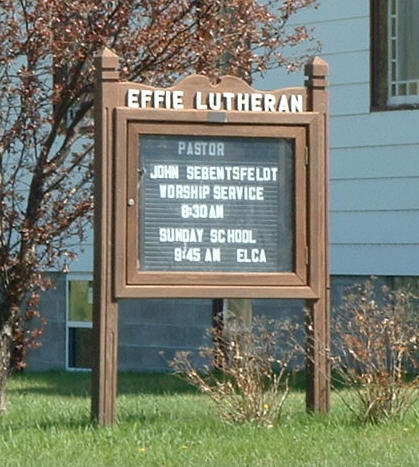 EFFIE LUTHERAN
PASTOR
JOHN SEBENTSFELDT
WORSHIP SERVICE
8:30 AM
SUNDAY SCHOOL
9:45 AM ELCA